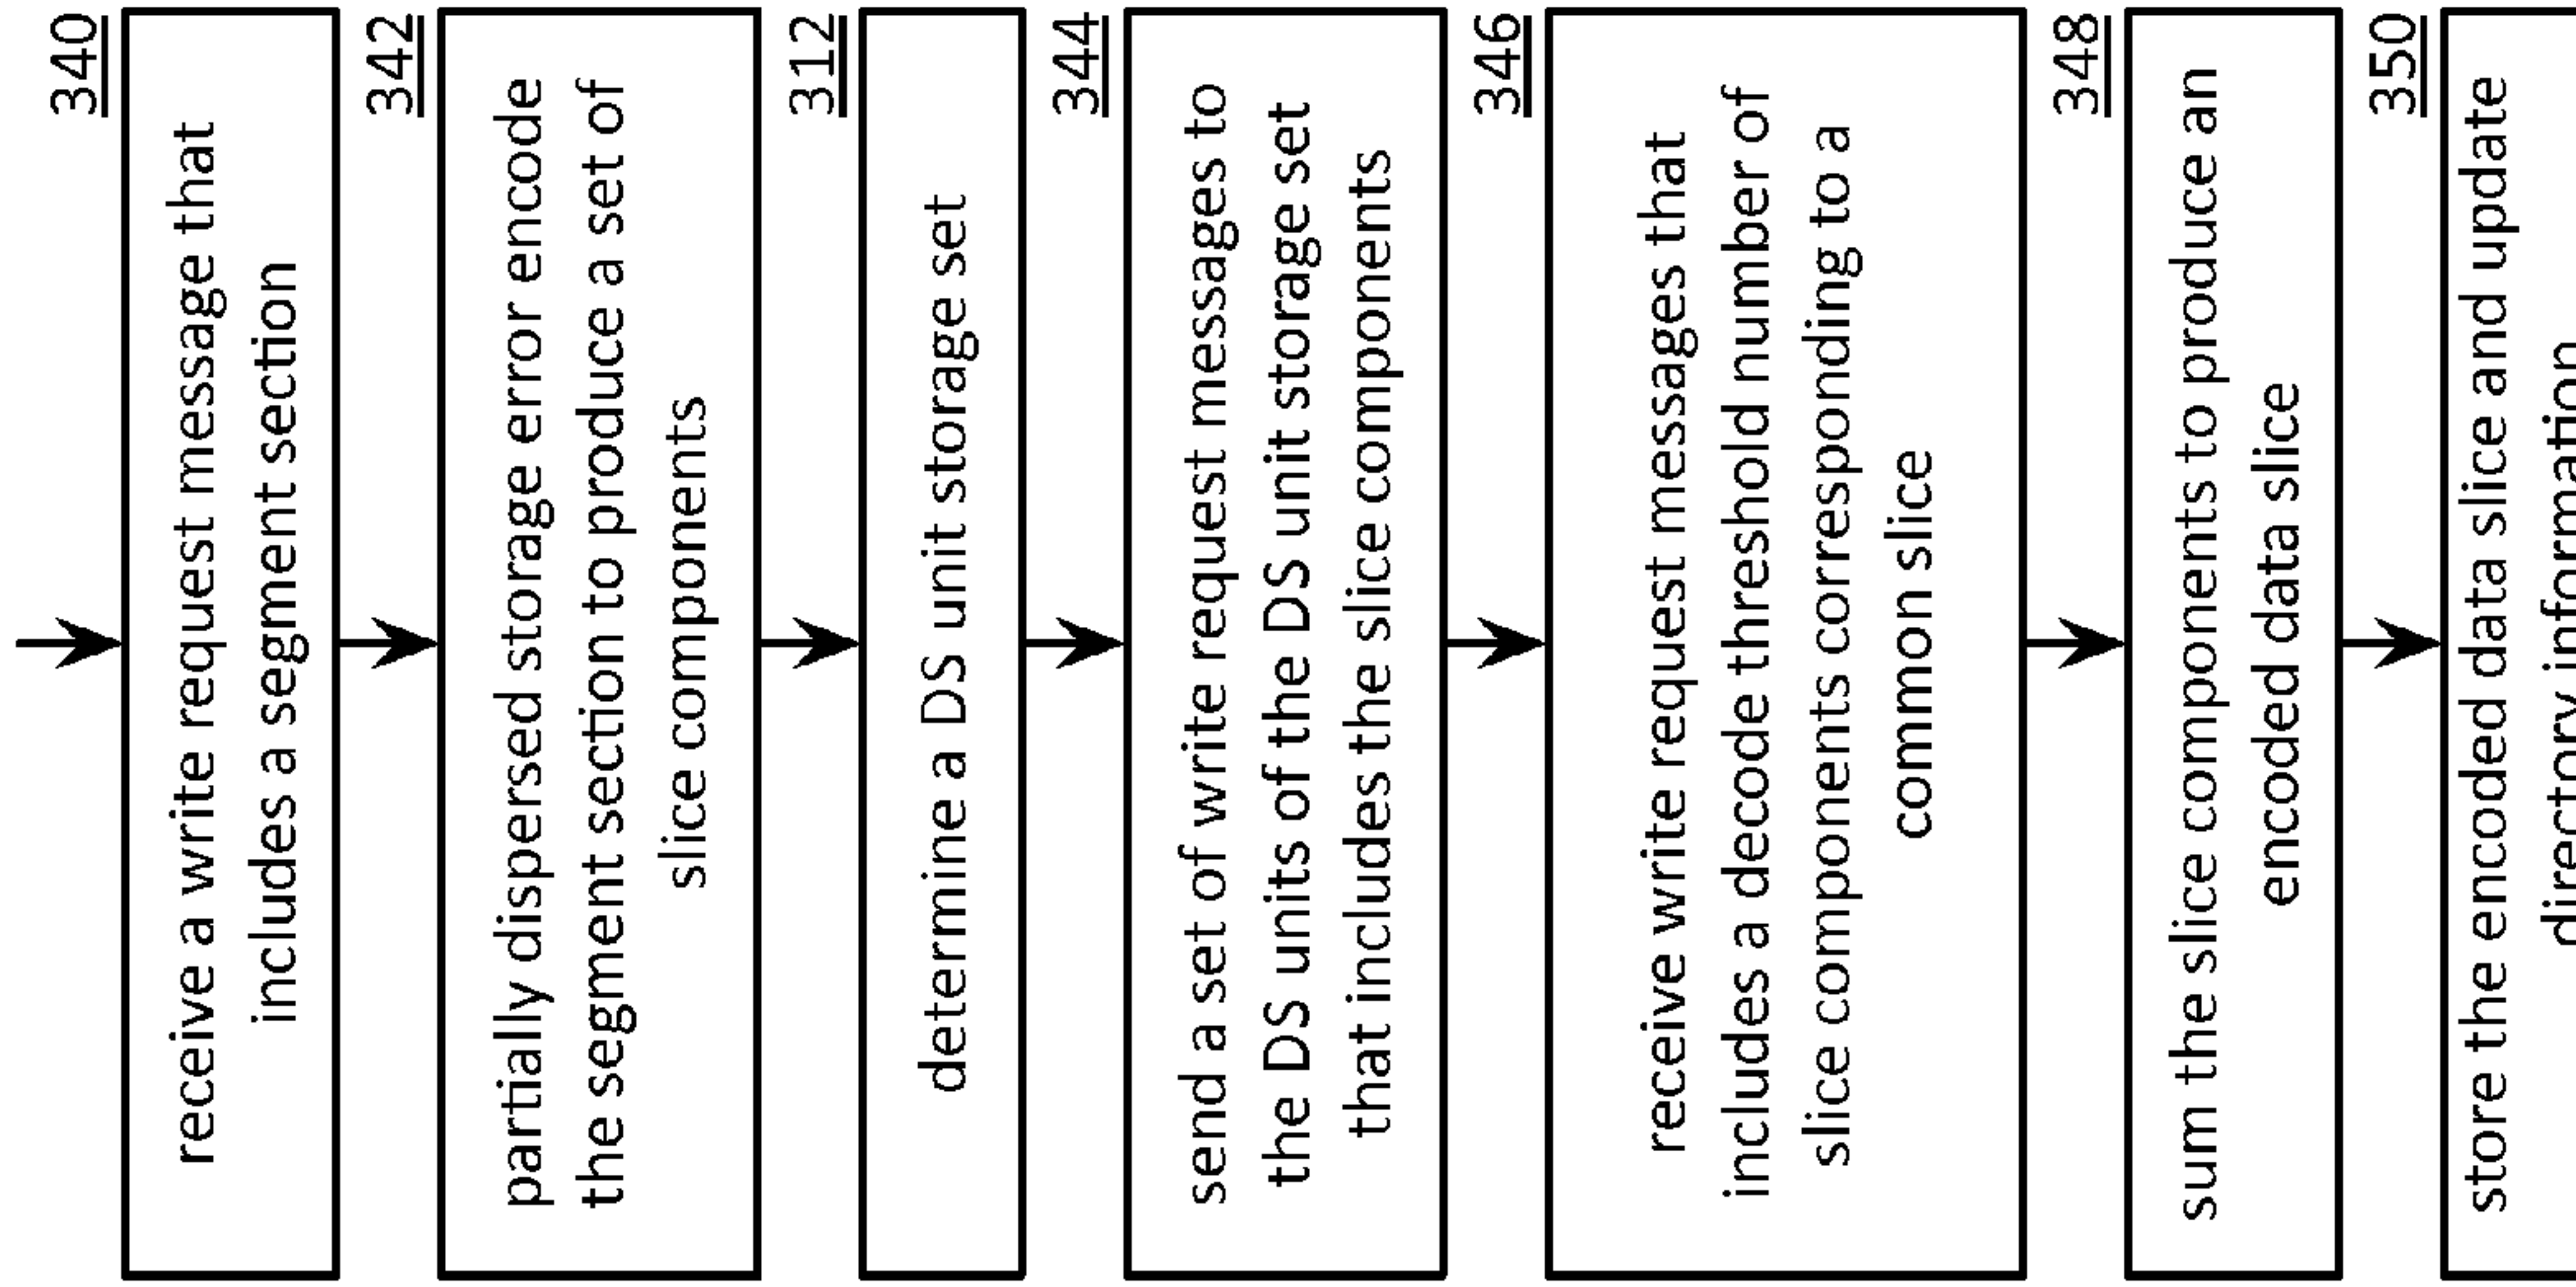 340
receive a write request message that
includes a segment section
342
partially dispersed storage error encode
the segment section to produce a set of
slice components
312
determine a DS unit storage set
344
send a set of write request messages to
the DS units of the DS unit storage set
that includes the slice components
346
receive write request messages that
includes a decode threshold number of
slice components corresponding to a
common slice
348
sum the slice components to produce an
encoded data slice
350
store the encoded data slice and update
directory information